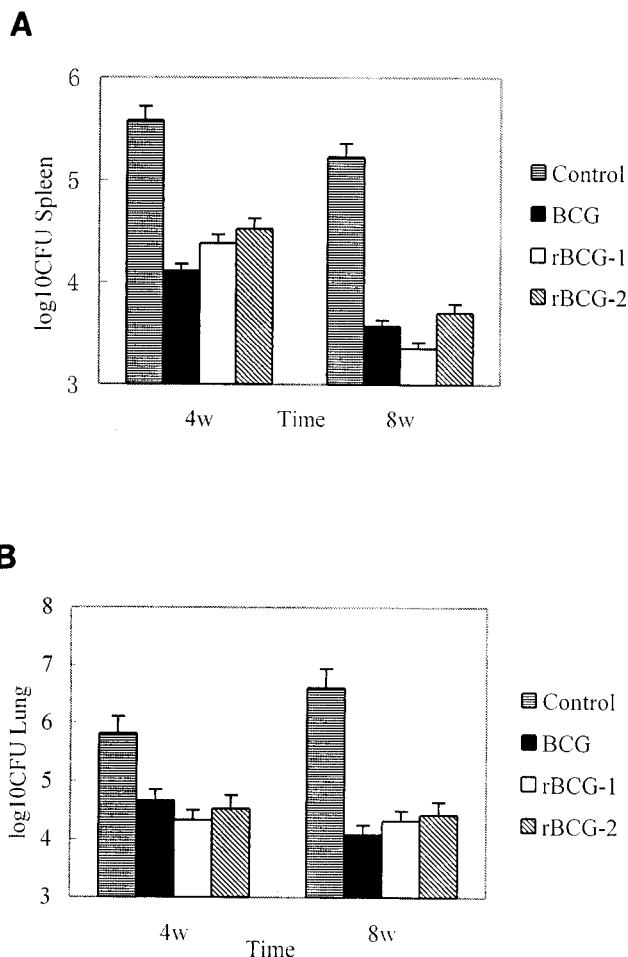 A
6
5
4
3
log10CFU Spleen
4w Time 8w
Control
BCG
rBCG-1
rBCG-2
B
8
7
6
5
4
3
log10CFU Lung
4w Time 8w
Control
BCG
rBCG-1
rBCG-2